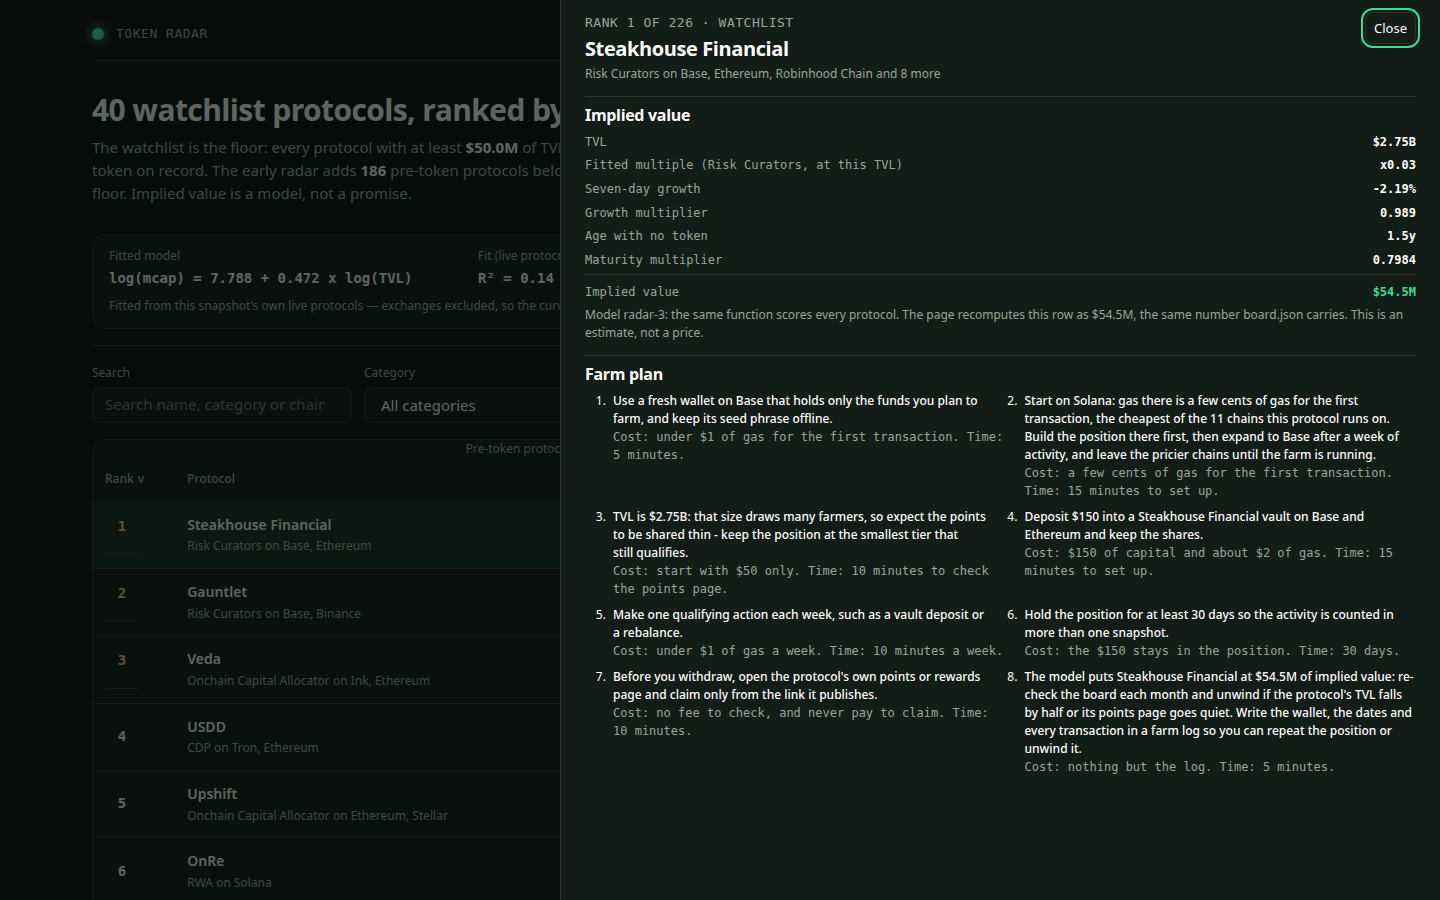 TOKEN RADAR
40 watchlist protocols, ranked by
The watchlist is the floor: every protocol with at least $50.0M of TV
token on record. The early radar adds 186 pre-token protocols belo
floor. Implied value is a model, not a promise.
Fitted model
log(mcap) = 7.788 + 0.472 x log(TVL)
Fit (live protoco
R² = 0.14
Fitted from this snapshot's own live protocols — exchanges excluded, so the curv
Search
Category
Search name, category or chain
All categories
Pre-token protoc
Rank v
Protocol
1
Steakhouse Financial
Risk Curators on Base, Ethereum
2
Gauntlet
Risk Curators on Base, Binance
3
Veda
Onchain Capital Allocator on Ink, Ethereum
4
USDD
CDP on Tron, Ethereum
5
Upshift
Onchain Capital Allocator on Ethereum, Stellar
6
OnRe
RWA on Solana
RANK 1 OF 226 · WATCHLIST
Close
Steakhouse Financial
Risk Curators on Base, Ethereum, Robinhood Chain and 8 more
Implied value
TVL $2.75B
Fitted multiple (Risk Curators, at this TVL) x0.03
Seven-day growth -2.19%
Growth multiplier 0.989
Age with no token 1.5y
Maturity multiplier 0.7984
Implied value $54.5M
Model radar-3: the same function scores every protocol. The page recomputes this row as $54.5M, the same number board.json carries. This is an
estimate, not a price.
Farm plan
1. Use a fresh wallet on Base that holds only the funds you plan to
farm, and keep its seed phrase offline.
Cost: under $1 of gas for the first transaction. Time:
5 minutes.
2. Start on Solana: gas there is a few cents of gas for the first
transaction, the cheapest of the 11 chains this protocol runs on.
Build the position there first, then expand to Base after a week of
activity, and leave the pricier chains until the farm is running.
Cost: a few cents of gas for the first transaction.
Time: 15 minutes to set up.
3. TVL is $2.75B: that size draws many farmers, so expect the points
to be shared thin - keep the position at the smallest tier that
still qualifies.
Cost: start with $50 only. Time: 10 minutes to check
the points page.
4. Deposit $150 into a Steakhouse Financial vault on Base and
Ethereum and keep the shares.
Cost: $150 of capital and about $2 of gas. Time: 15
minutes to set up.
5. Make one qualifying action each week, such as a vault deposit or
a rebalance.
Cost: under $1 of gas a week. Time: 10 minutes a week.
6. Hold the position for at least 30 days so the activity is counted in
more than one snapshot.
Cost: the $150 stays in the position. Time: 30 days.
7. Before you withdraw, open the protocol's own points or rewards
page and claim only from the link it publishes.
Cost: no fee to check, and never pay to claim. Time:
10 minutes.
8. The model puts Steakhouse Financial at $54.5M of implied value: re-
check the board each month and unwind if the protocol's TVL falls
by half or its points page goes quiet. Write the wallet, the dates and
every transaction in a farm log so you can repeat the position or
unwind it.
Cost: nothing but the log. Time: 5 minutes.